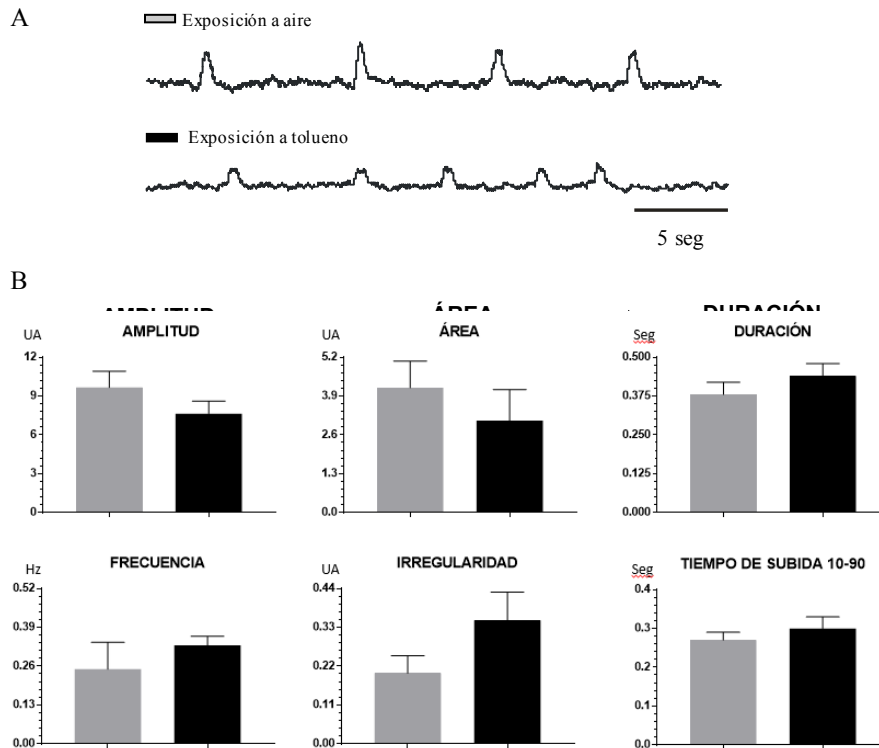 A
Exposición a aire
Exposición a tolueno
5 seg
B
AMPLITUD ÁREA DURACIÓN
UA AMPLITUD UA ÁREA Seg DURACIÓN
12 5.2 0.500
9 3.9 0.375
6 2.6 0.250
3 1.3 0.125
0 0.0 0.000
Hz FRECUENCIA UA IRREGULARIDAD Seg TIEMPO DE SUBIDA 10-90
0.52 0.44 0.4
0.39 0.33 0.3
0.26 0.22 0.2
0.13 0.11 0.1
0.00 0.00 0.0